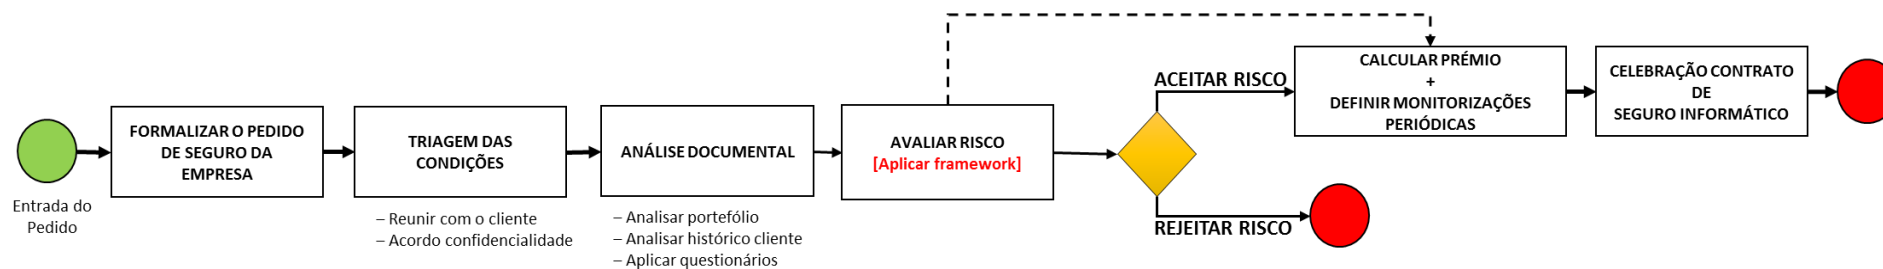 Entrada do
Pedido
FORMALIZAR O PEDIDO
DE SEGURO DA
EMPRESA
TRIAGEM DAS
CONDIÇÕES
– Reunir com o cliente
– Acordo confidencialidade
ANÁLISE DOCUMENTAL
– Analisar portefólio
– Analisar histórico cliente
– Aplicar questionários
AVALIAR RISCO
[Aplicar framework]
ACEITAR RISCO
REJEITAR RISCO
CALCULAR PRÉMIO
+
DEFINIR MONITORIZAÇÕES
PERIÓDICAS
CELEBRAÇÃO CONTRATO
DE
SEGURO INFORMÁTICO